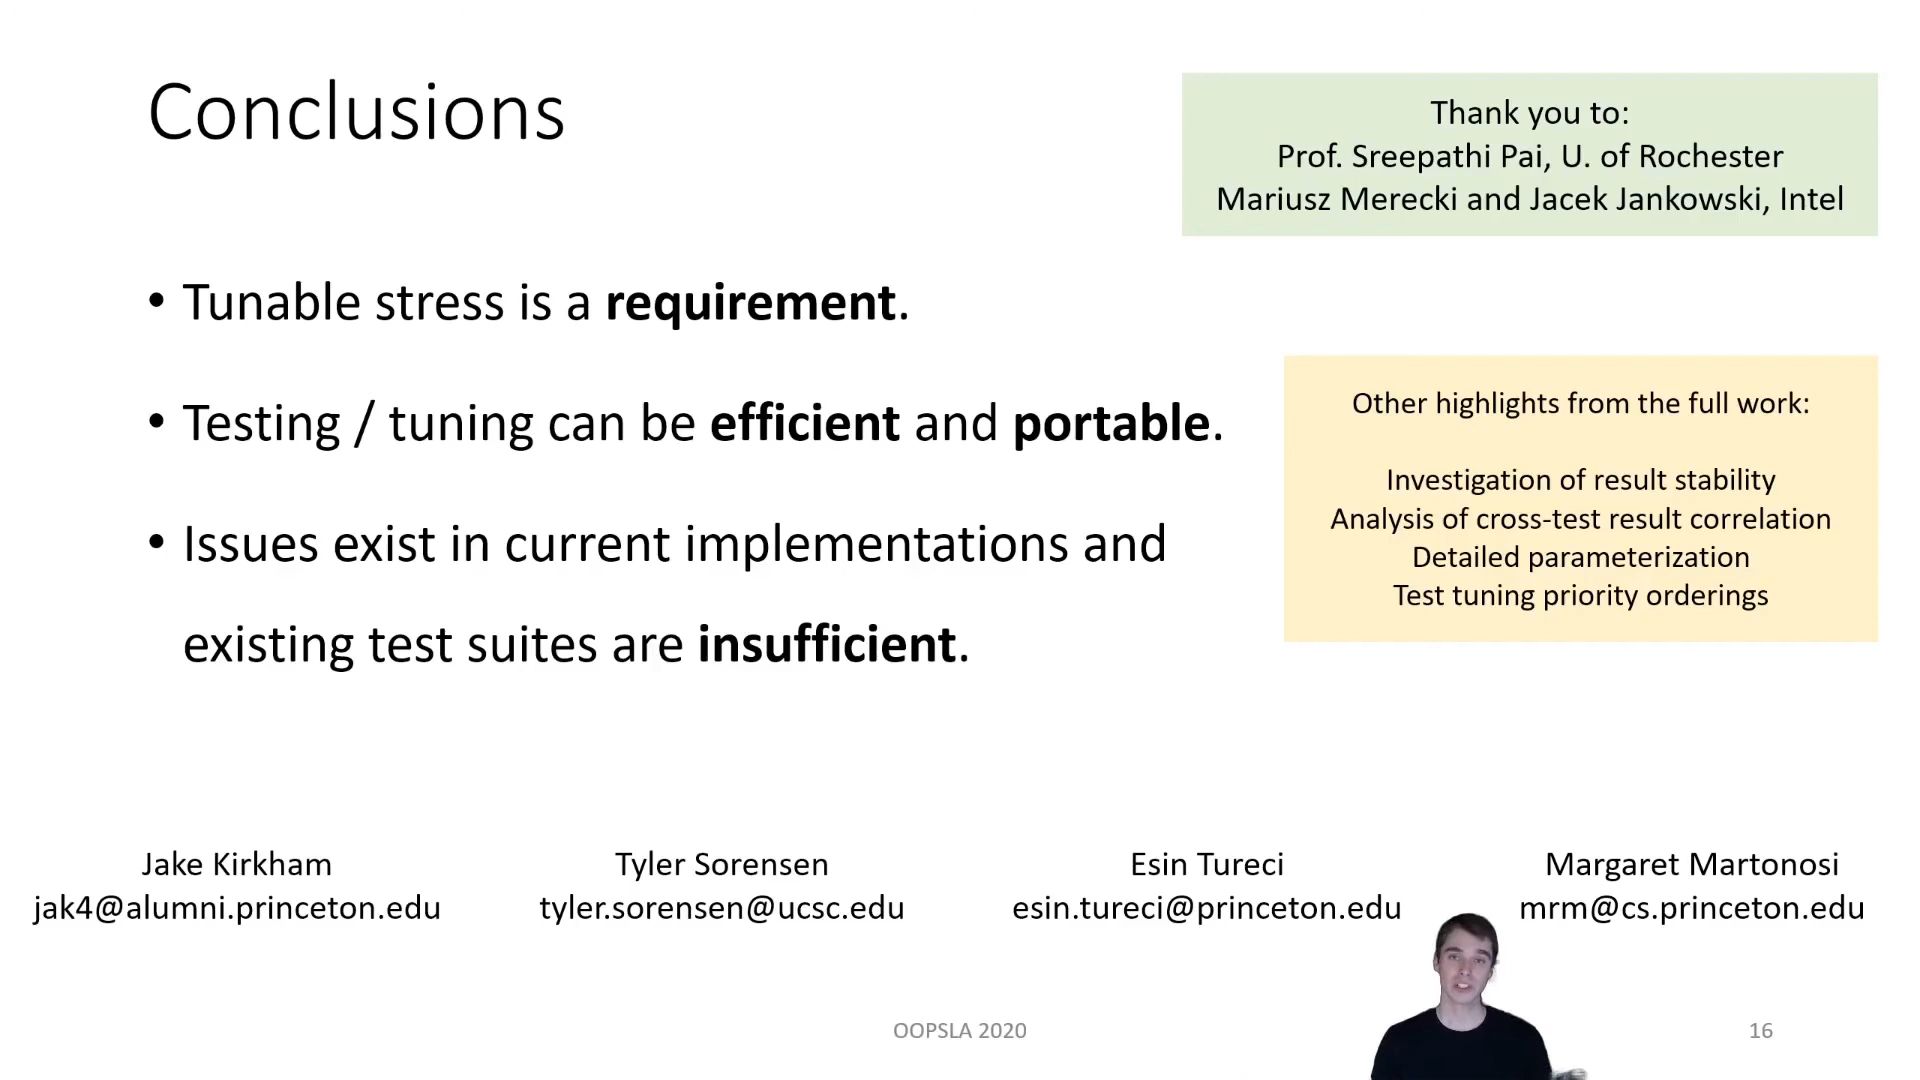 Conclusions
Thank you to:
Prof. Sreepathi Pai, U. of Rochester
Mariusz Merecki and Jacek Jankowski, Intel
• Tunable stress is a requirement.
• Testing / tuning can be efficient and portable.
• Issues exist in current implementations and
existing test suites are insufficient.
Other highlights from the full work:
Investigation of result stability
Analysis of cross-test result correlation
Detailed parameterization
Test tuning priority orderings
Jake Kirkham
jak4@alumni.princeton.edu
Tyler Sorensen
tyler.sorensen@ucsc.edu
Esin Tureci
esin.tureci@princeton.edu
Margaret Martonosi
mrm@cs.princeton.edu
OOPSLA 2020
16